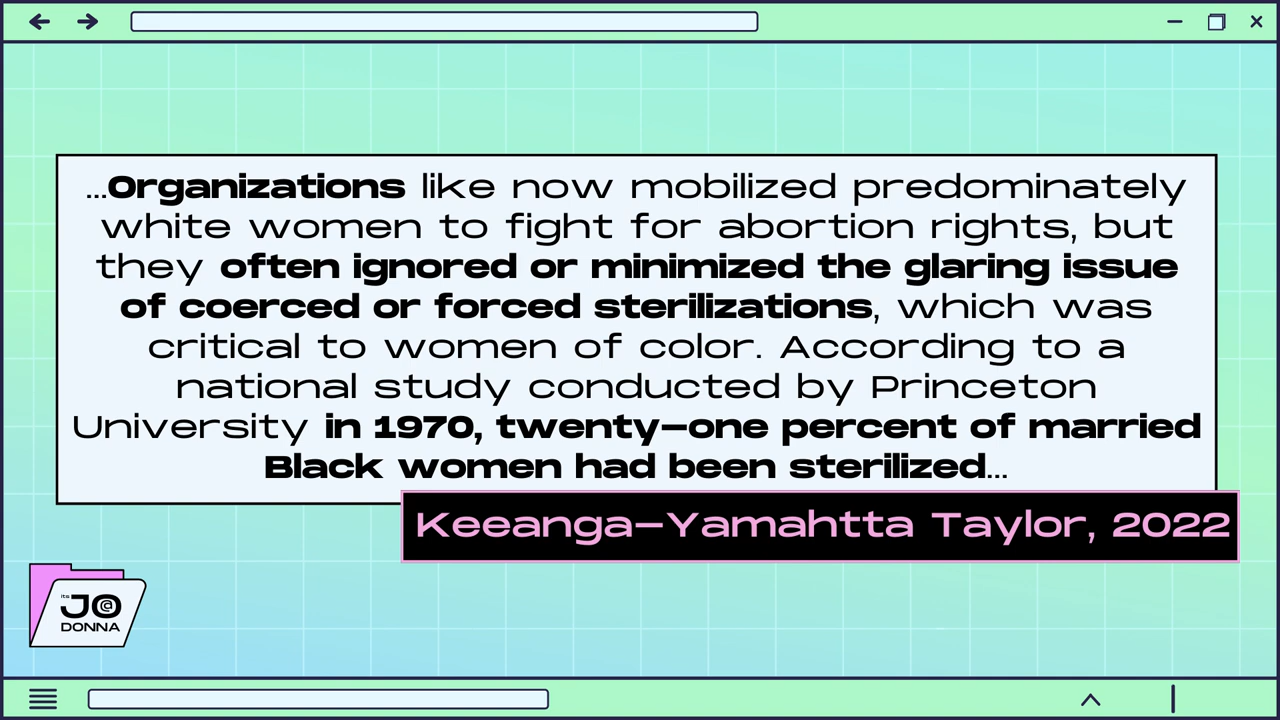 ...Organizations like now mobilized predominately
white women to fight for abortion rights, but
they often ignored or minimized the glaring issue
of coerced or forced sterilizations, which was
critical to women of color. According to a
national study conducted by Princeton
University in 1970, twenty-one percent of married
Black women had been sterilized...
Keeanga-Yamahtta Taylor, 2022
its
JO
DONNA